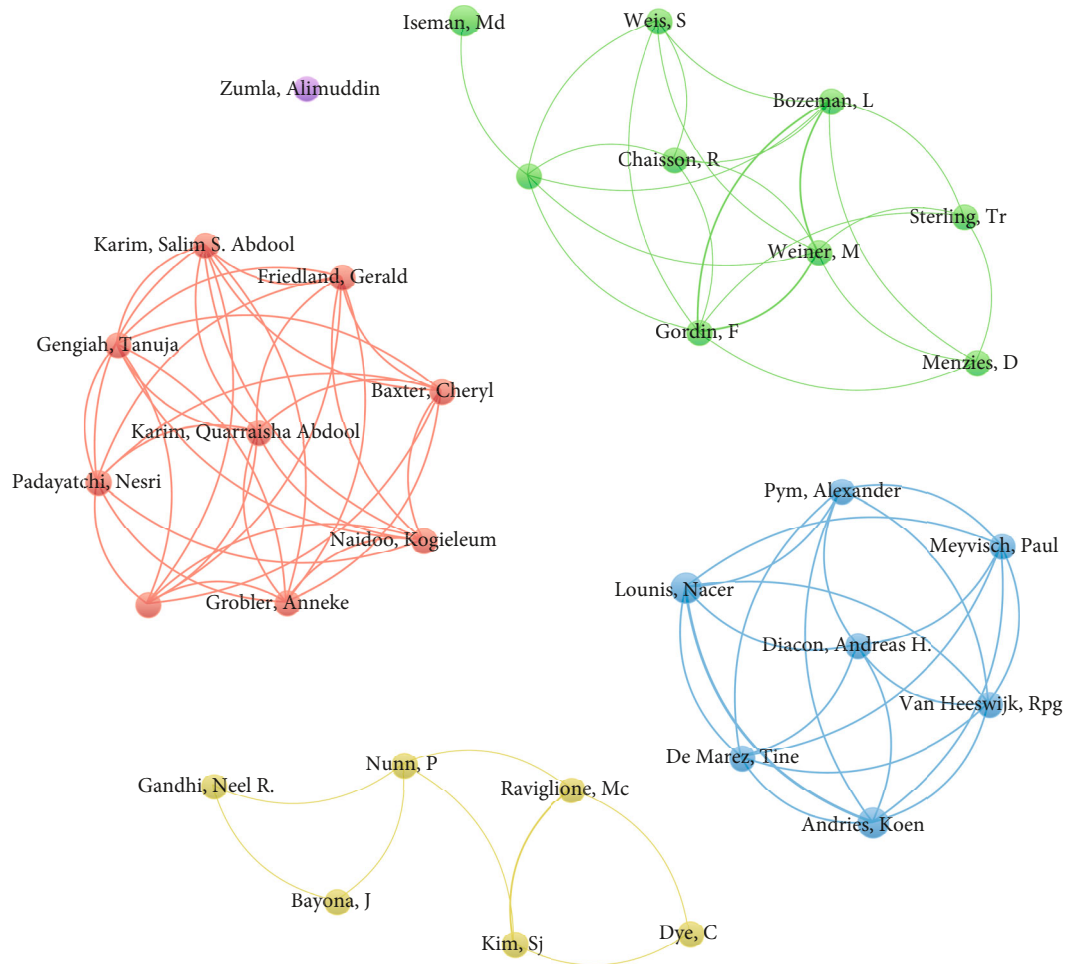 Iseman, Md
Weis, S
Zumla, Alimuddin
Bozeman, L
Chaisson, R
Sterling, Tr
Weiner, M
Gordin, F
Menzies, D
Karim, Salim S. Abdool
Friedland, Gerald
Gengiah, Tanuja
Baxter, Cheryl
Karim, Quarraisha Abdool
Padayatchi, Nesri
Naidoo, Kogieleum
Grobler, Anneke
Pym, Alexander
Meyvisch, Paul
Lounis, Nacer
Diacon, Andreas H.
Van Heeswijk, Rpg
De Marez, Tine
Andries, Koen
Nunn, P
Gandhi, Neel R.
Raviglione, Mc
Bayona, J
Kim, Sj
Dye, C